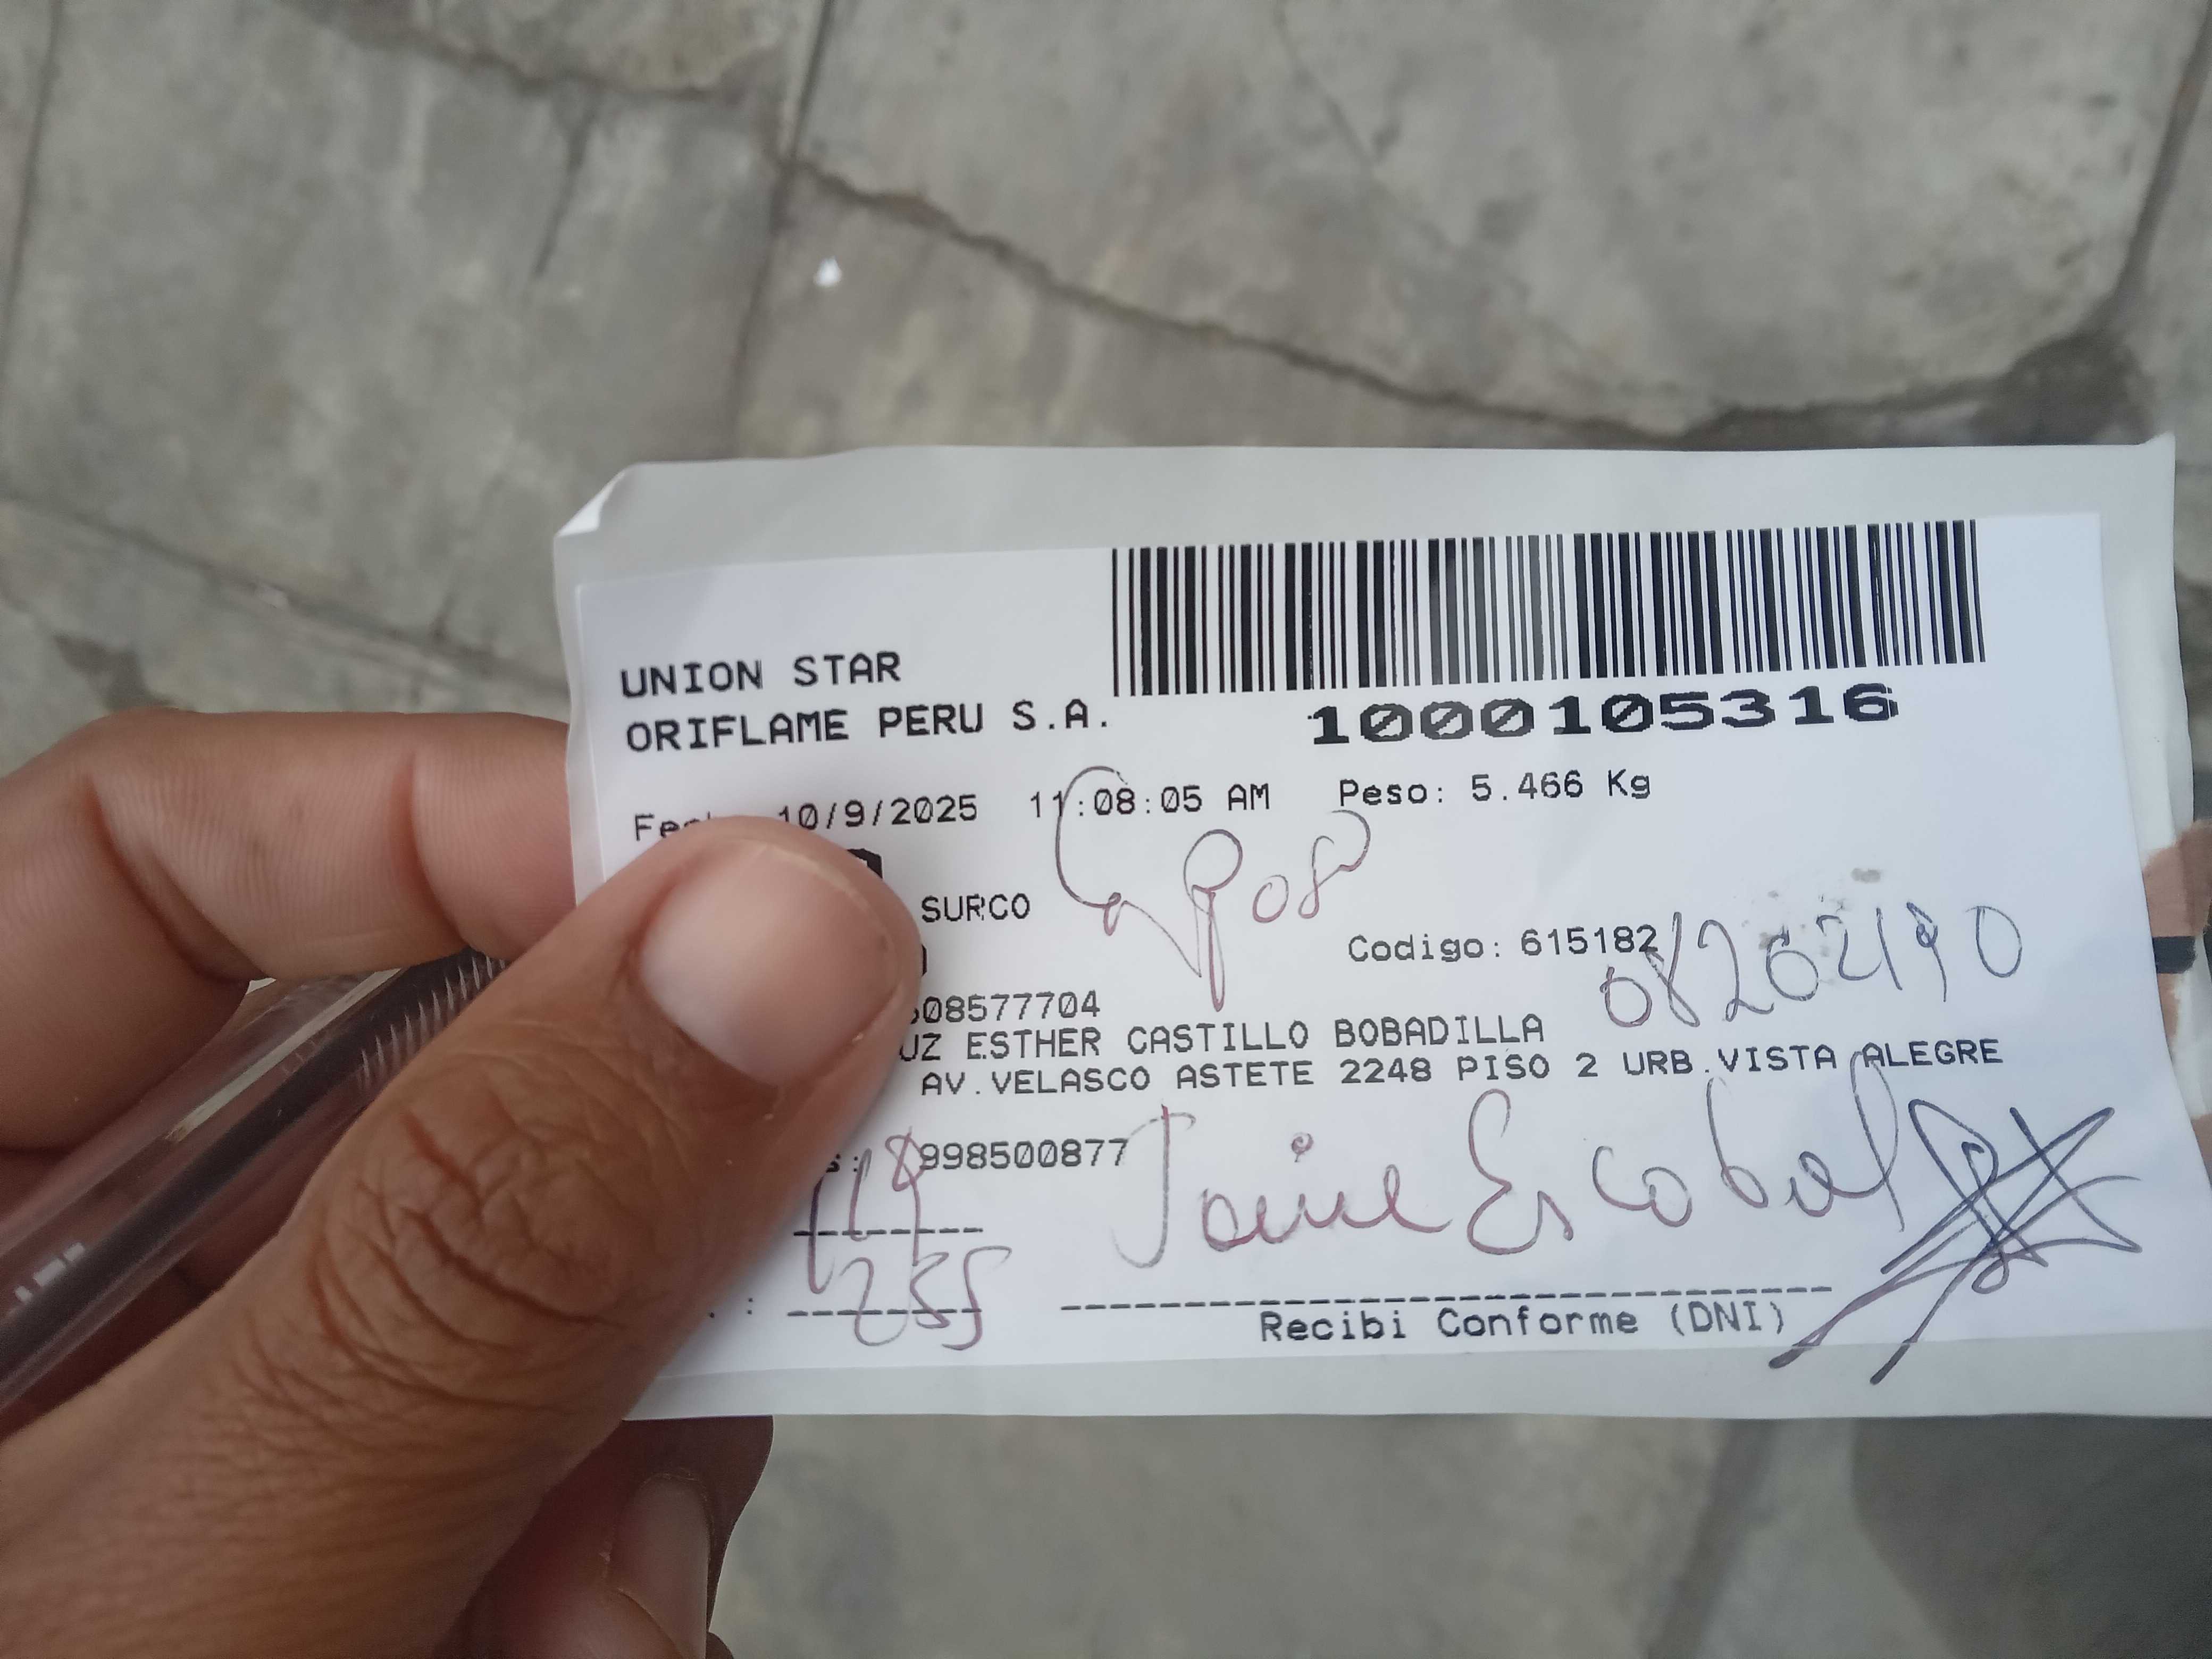 UNION STAR
ORIFLAME PERU S.A.
1000105316
10/9/2025 11:08:05 AM Peso: 5.466 Kg
SURCO
Codigo: 615182
08577704
UZ ESTHER CASTILLO BOBADILLA
AV.VELASCO ASTETE 2248 PISO 2 URB.VISTA ALEGRE
998500877
Jaime Escobal
255
Recibi Conforme (DNI)